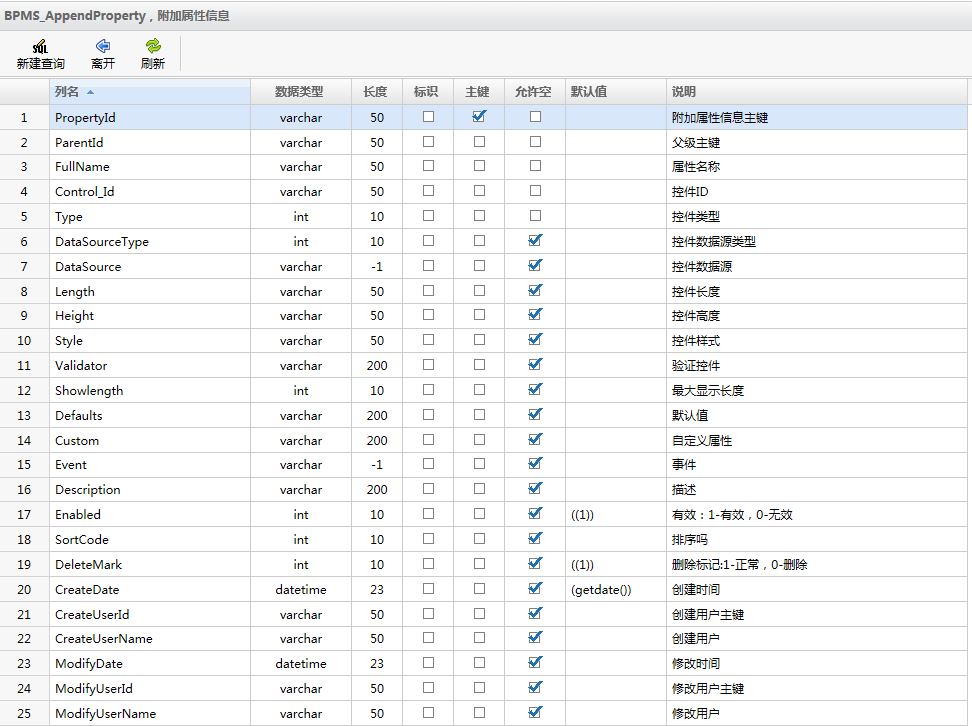 BPMS_AppendProperty，附加属性信息
SQL
新建查询 离开 刷新
列名 数据类型 长度 标识 主键 允许空 默认值 说明
1 PropertyId varchar 50 附加属性信息主键
2 ParentId varchar 50 父级主键
3 FullName varchar 50 属性名称
4 Control_Id varchar 50 控件ID
5 Type int 10 控件类型
6 DataSourceType int 10 控件数据源类型
7 DataSource varchar -1 控件数据源
8 Length varchar 50 控件长度
9 Height varchar 50 控件高度
10 Style varchar 50 控件样式
11 Validator varchar 200 验证控件
12 Showlength int 10 最大显示长度
13 Defaults varchar 200 默认值
14 Custom varchar 200 自定义属性
15 Event varchar -1 事件
16 Description varchar 200 描述
17 Enabled int 10 ((1)) 有效：1-有效，0-无效
18 SortCode int 10 排序吗
19 DeleteMark int 10 ((1)) 删除标记:1-正常，0-删除
20 CreateDate datetime 23 (getdate()) 创建时间
21 CreateUserId varchar 50 创建用户主键
22 CreateUserName varchar 50 创建用户
23 ModifyDate datetime 23 修改时间
24 ModifyUserId varchar 50 修改用户主键
25 ModifyUserName varchar 50 修改用户